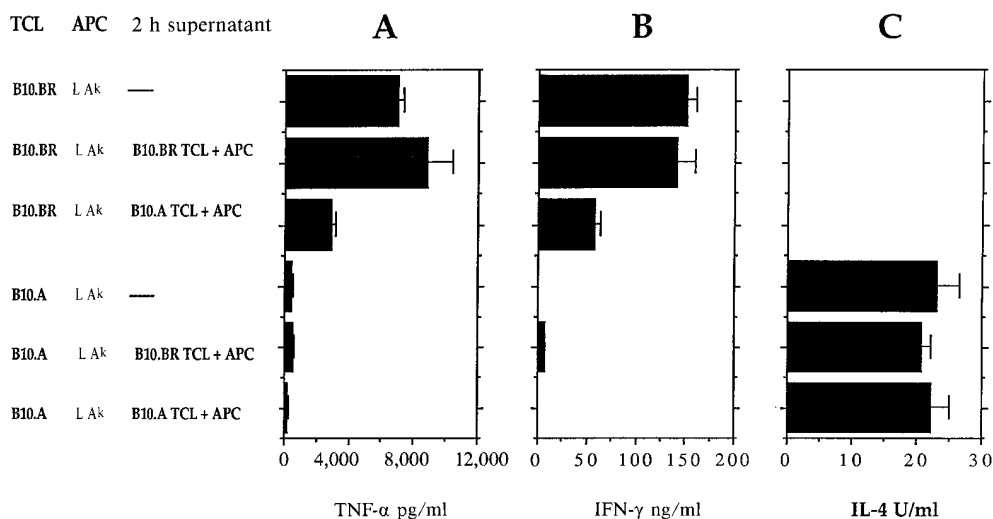 TCL APC 2 h supernatant A B C
B10.BR L Ak —
B10.BR L Ak B10.BR TCL + APC
B10.BR L Ak B10.A TCL + APC
B10.A L Ak —
B10.A L Ak B10.BR TCL + APC
B10.A L Ak B10.A TCL + APC
0 4,000 8,000 12,000 0 50 100 150 200 0 10 20 30
TNF-α pg/ml IFN-γ ng/ml IL-4 U/ml